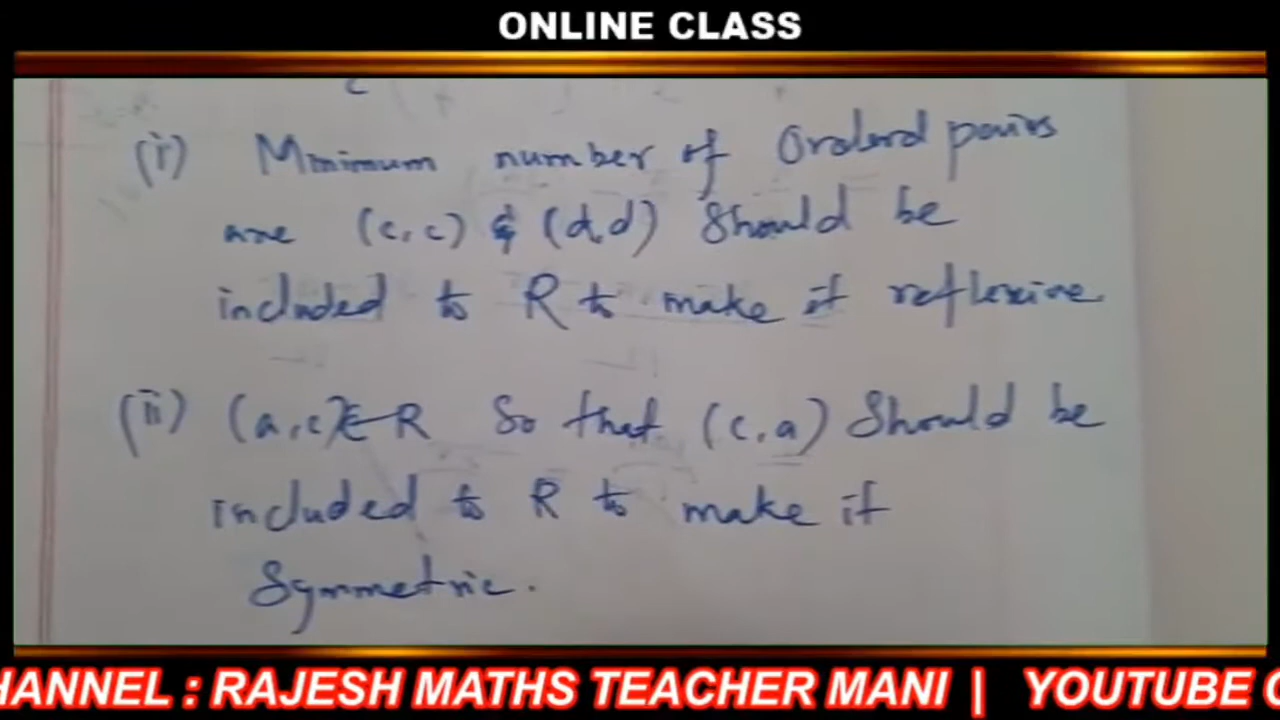 ONLINE CLASS
(i) Minimum number of Ordered pairs
are (c,c) & (d,d) Should be
included to R to make it reflexive
(ii) (a,c)∈R So that (c,a) Should be
included to R to make it
Symmetric.
HANNEL : RAJESH MATHS TEACHER MANI | YOUTUBE C